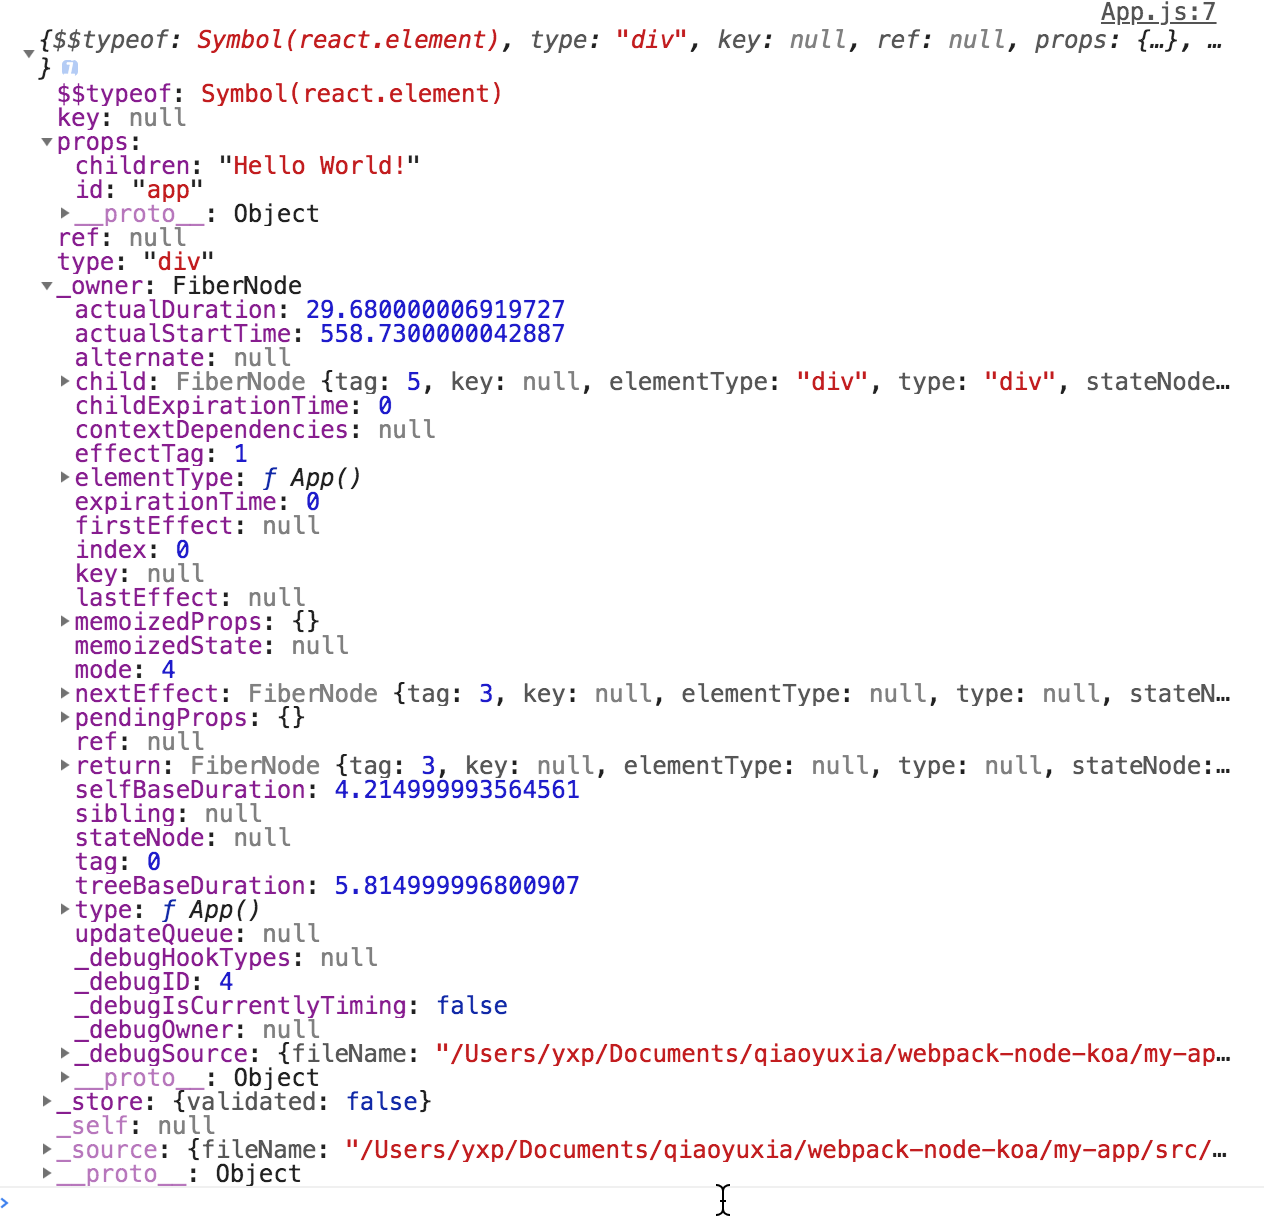 App.js:7
{$$typeof: Symbol(react.element), type: "div", key: null, ref: null, props: {…}, …
}
$$typeof: Symbol(react.element)
key: null
props:
children: "Hello World!"
id: "app"
__proto__: Object
ref: null
type: "div"
_owner: FiberNode
actualDuration: 29.680000006919727
actualStartTime: 558.7300000042887
alternate: null
child: FiberNode {tag: 5, key: null, elementType: "div", type: "div", stateNode…
childExpirationTime: 0
contextDependencies: null
effectTag: 1
elementType: ƒ App()
expirationTime: 0
firstEffect: null
index: 0
key: null
lastEffect: null
memoizedProps: {}
memoizedState: null
mode: 4
nextEffect: FiberNode {tag: 3, key: null, elementType: null, type: null, stateN…
pendingProps: {}
ref: null
return: FiberNode {tag: 3, key: null, elementType: null, type: null, stateNode:…
selfBaseDuration: 4.214999993564561
sibling: null
stateNode: null
tag: 0
treeBaseDuration: 5.814999996800907
type: ƒ App()
updateQueue: null
_debugHookTypes: null
_debugID: 4
_debugIsCurrentlyTiming: false
_debugOwner: null
_debugSource: {fileName: "/Users/yxp/Documents/qiaoyuxia/webpack-node-koa/my-ap…
__proto__: Object
_store: {validated: false}
_self: null
_source: {fileName: "/Users/yxp/Documents/qiaoyuxia/webpack-node-koa/my-app/src/…
__proto__: Object